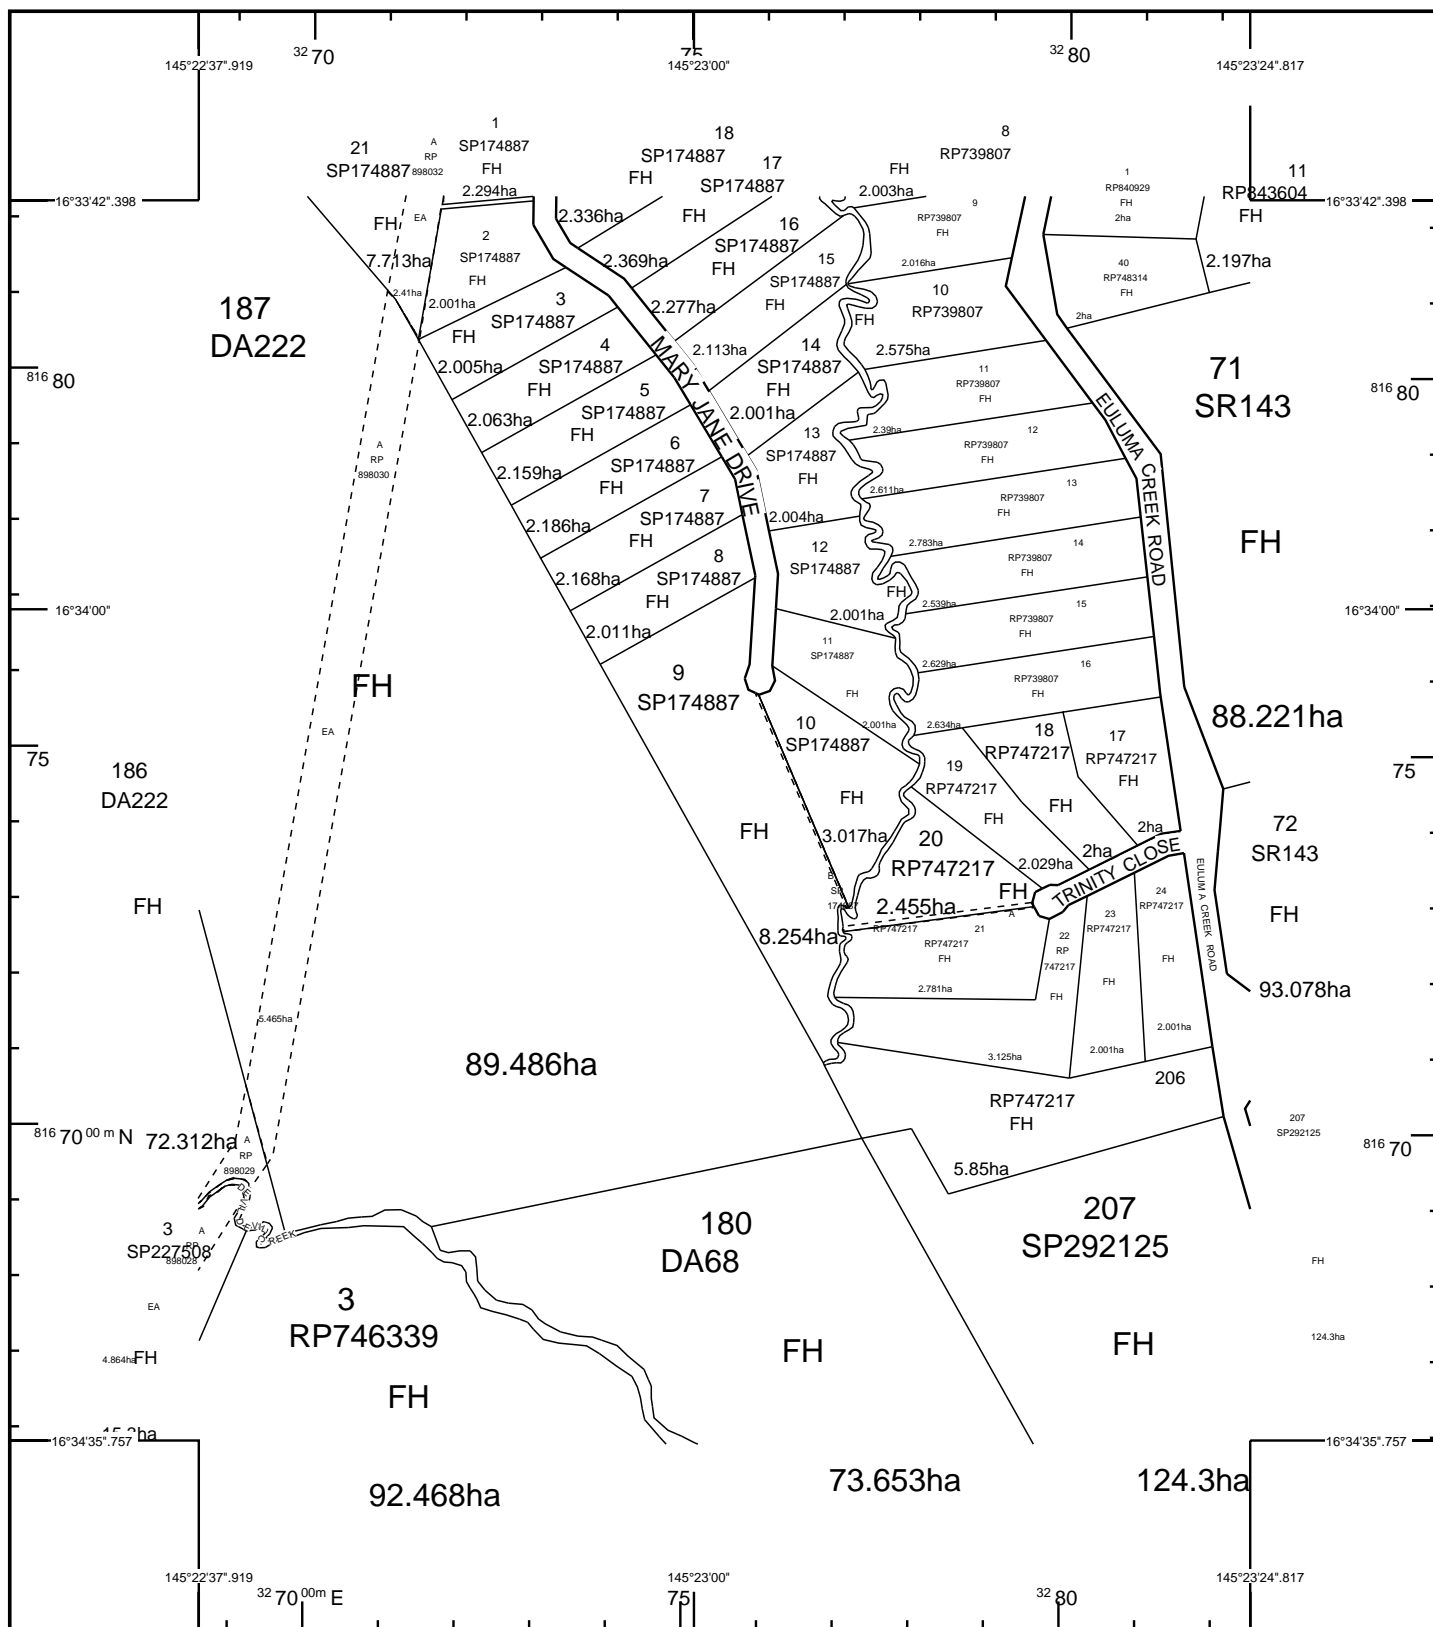 32 70
75
32 80
145°22'37".919
145°23'00"
145°23'24".817
21
SP174887
A
RP
898032
1
SP174887
FH
2.294ha
18
SP174887
FH
17
SP174887
FH
8
RP739807
FH
2.003ha
1
RP840929
FH
2ha
11
RP843604
FH
16°33'42".398
16°33'42".398
FH
EA
7.713ha
2.41ha
2
SP174887
FH
2.001ha
2.336ha
2.369ha
16
SP174887
FH
9
RP739807
FH
2.016ha
40
RP748314
FH
2ha
2.197ha
187
DA222
3
SP174887
FH
2.005ha
2.277ha
15
SP174887
FH
2.113ha
FH
10
RP739807
2.575ha
816 80
816 80
4
SP174887
FH
2.063ha
MARY JANE DRIVE
14
SP174887
FH
2.001ha
11
RP739807
FH
2.39ha
EULUMA CREEK ROAD
71
SR143
5
SP174887
FH
2.159ha
A
RP
898030
13
SP174887
FH
2.004ha
12
RP739807
FH
2.611ha
6
SP174887
FH
2.186ha
13
RP739807
FH
2.783ha
7
SP174887
FH
2.168ha
12
SP174887
FH
2.001ha
14
RP739807
FH
2.539ha
FH
8
SP174887
FH
2.011ha
16°34'00"
16°34'00"
11
SP174887
FH
2.001ha
15
RP739807
FH
2.629ha
FH
EA
9
SP174887
16
RP739807
FH
2.634ha
88.221ha
75
75
186
DA222
10
SP174887
FH
3.017ha
18
RP747217
FH
2ha
17
RP747217
FH
2ha
19
RP747217
FH
2.029ha
72
SR143
FH
FH
FH
20
RP747217
FH
2.455ha
TRINITY CLOSE
EULUMA CREEK ROAD
B
SP
8.254ha
RP747217
21
RP747217
FH
2.781ha
A
22
RP
747217
FH
3.125ha
23
RP747217
FH
2.001ha
24
RP747217
FH
2.001ha
93.078ha
5.465ha
89.486ha
206
RP747217
FH
5.85ha
816 70 00 m N
72.312ha
A
RP
898029
207
SP292125
816 70
3
SP227508
A
RP
898028
CREEK
180
DA68
207
SP292125
EA
FH
4.864ha
3
RP746339
FH
FH
FH
FH
124.3ha
16°34'35".757
16°34'35".757
92.468ha
73.653ha
124.3ha
145°22'37".919
145°23'00"
145°23'24".817
32 70 00m E
75
32 80